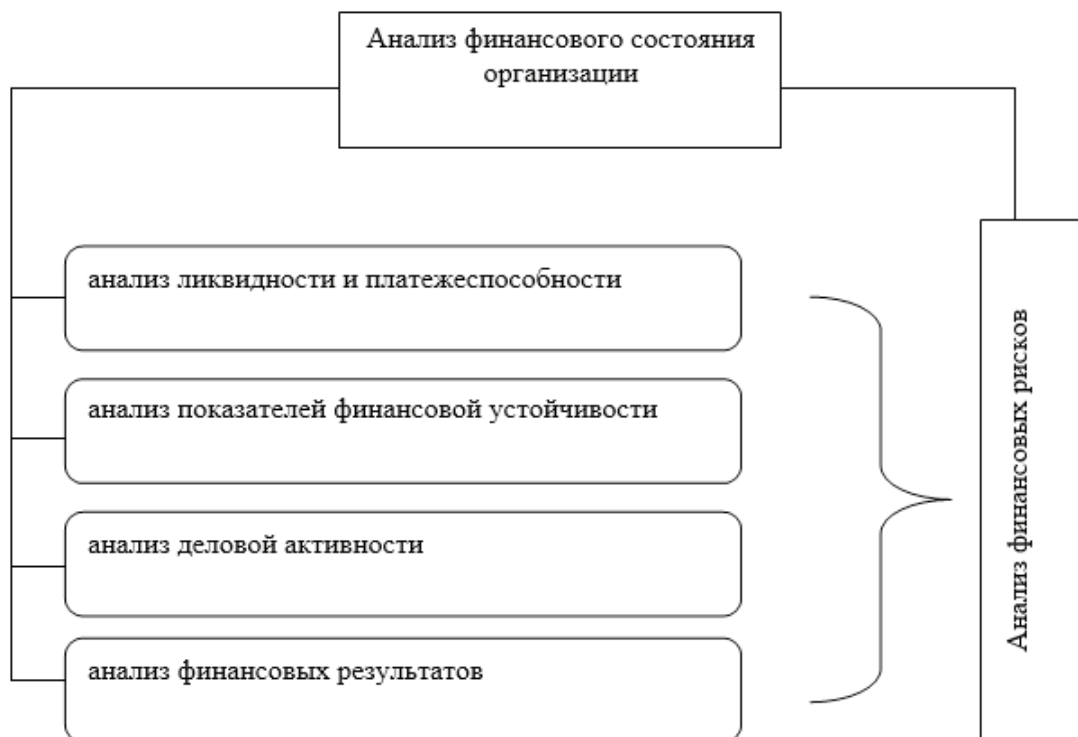 Анализ финансового состояния
организации
анализ ликвидности и платежеспособности
анализ показателей финансовой устойчивости
анализ деловой активности
анализ финансовых результатов
Анализ финансовых рисков